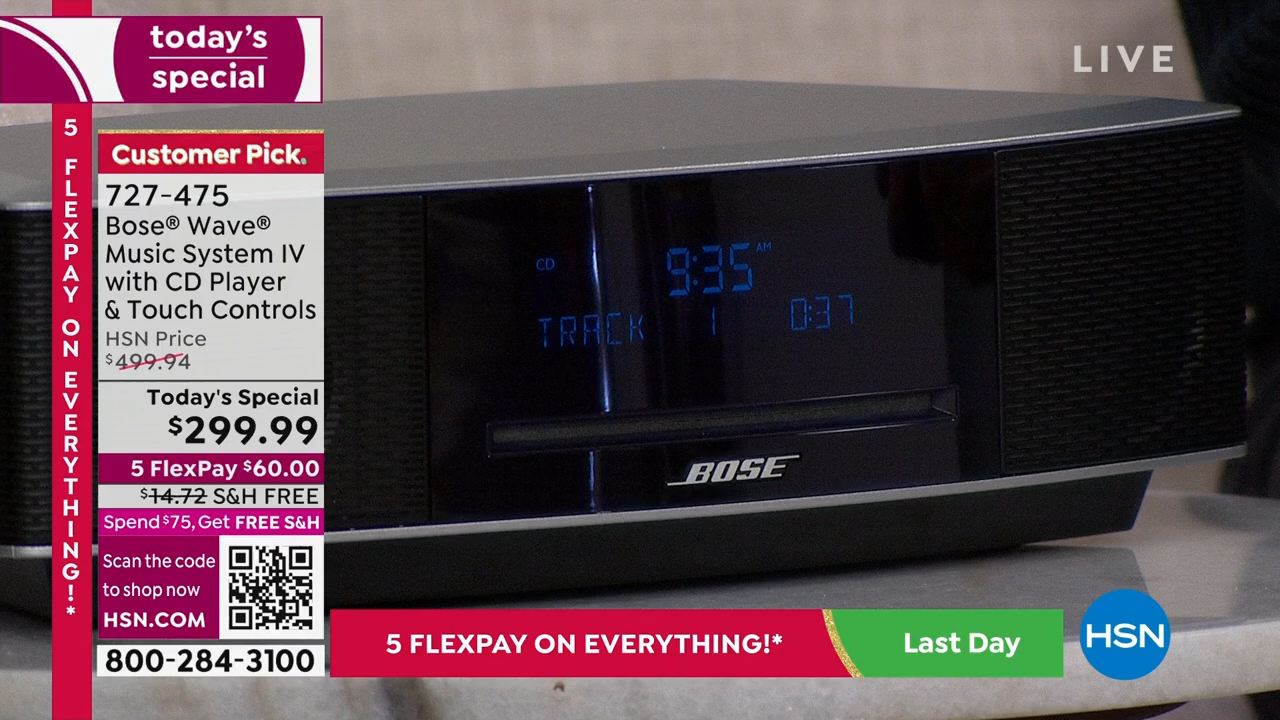 today's
special
LIVE
5 FLEXPAY ON EVERYTHING!*
Customer Pick.
727-475
Bose® Wave®
Music System IV
with CD Player
& Touch Controls
HSN Price
$499.94
Today's Special
$299.99
5 FlexPay $60.00
$14.72 S&H FREE
Spend $75, Get FREE S&H
Scan the code
to shop now
HSN.COM
800-284-3100
CD 9:35 AM
TRACK 1 0:37
BOSE
5 FLEXPAY ON EVERYTHING!* Last Day
HSN